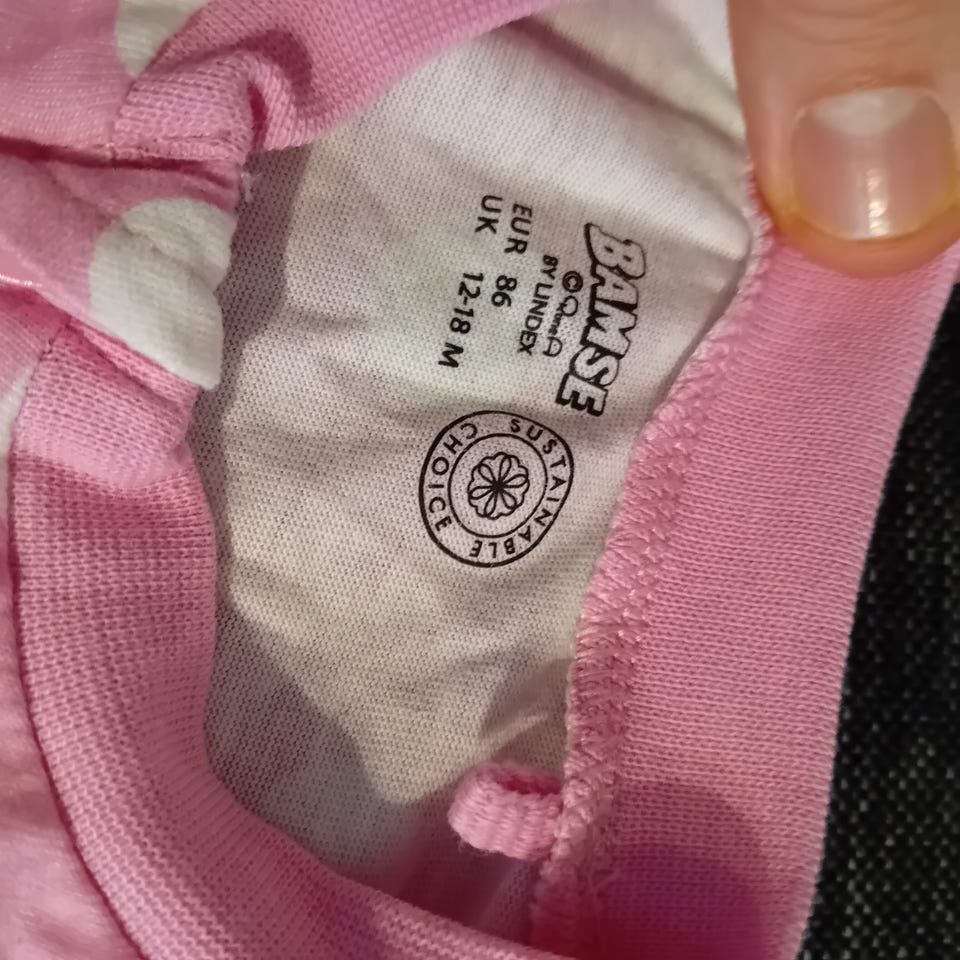 BAMSE
BY LINDEX
©
EUR 86
UK 12-18 M
SUSTAINABLE
CHOICE